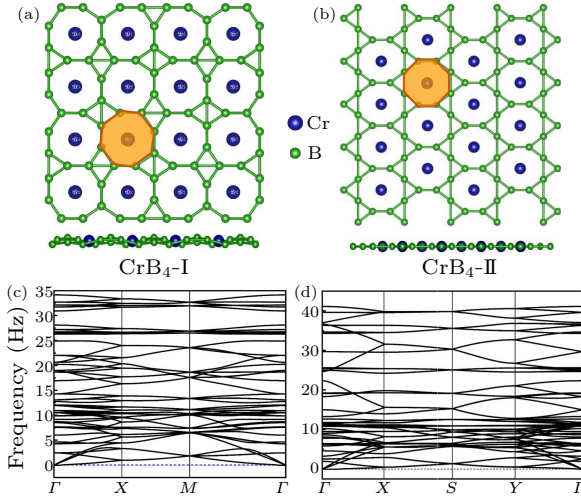 (a)
(b)
Cr
B
CrB₄-Ⅰ
CrB₄-Ⅱ
(c)
(d)
Frequency (Hz)
35
30
25
20
15
10
5
0
Γ X M Γ
40
30
20
10
0
Γ X S Y Γ